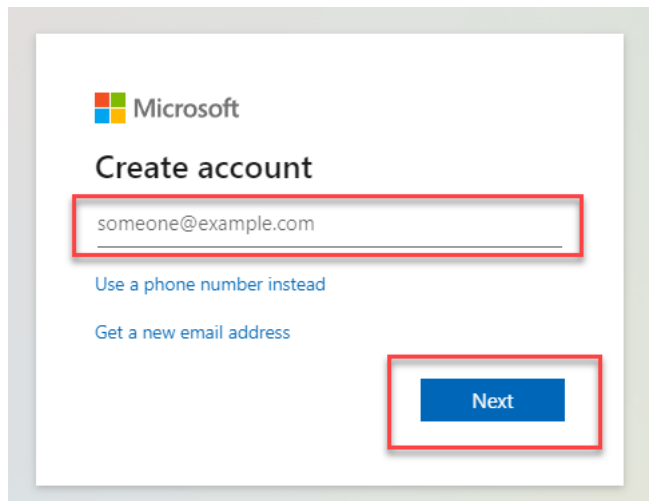 Microsoft
Create account
someone@example.com
Use a phone number instead
Get a new email address
Next